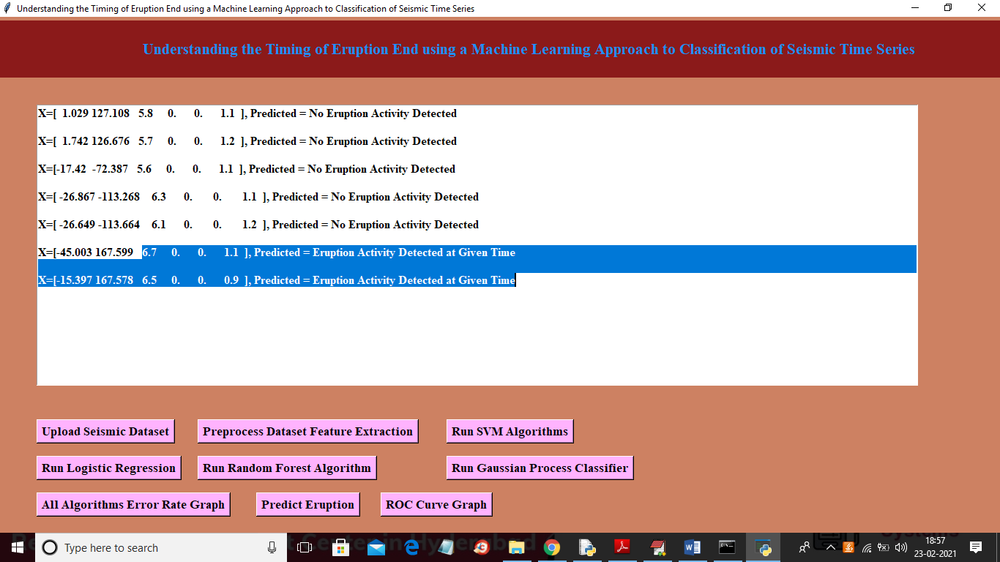 Understanding the Timing of Eruption End using a Machine Learning Approach to Classification of Seismic Time Series
Understanding the Timing of Eruption End using a Machine Learning Approach to Classification of Seismic Time Series
X=[ 1.029 127.108 5.8 0. 0. 1.1 ], Predicted = No Eruption Activity Detected
X=[ 1.742 126.676 5.7 0. 0. 1.2 ], Predicted = No Eruption Activity Detected
X=[-17.42 -72.387 5.6 0. 0. 1.1 ], Predicted = No Eruption Activity Detected
X=[ -26.867 -113.268 6.3 0. 0. 1.1 ], Predicted = No Eruption Activity Detected
X=[ -26.649 -113.664 6.1 0. 0. 1.2 ], Predicted = No Eruption Activity Detected
X=[-45.003 167.599 6.7 0. 0. 1.1 ], Predicted = Eruption Activity Detected at Given Time
X=[-15.397 167.578 6.5 0. 0. 0.9 ], Predicted = Eruption Activity Detected at Given Time
Upload Seismic Dataset Preprocess Dataset Feature Extraction Run SVM Algorithms
Run Logistic Regression Run Random Forest Algorithm Run Gaussian Process Classifier
All Algorithms Error Rate Graph Predict Eruption ROC Curve Graph
Type here to search
18:57
23-02-2021